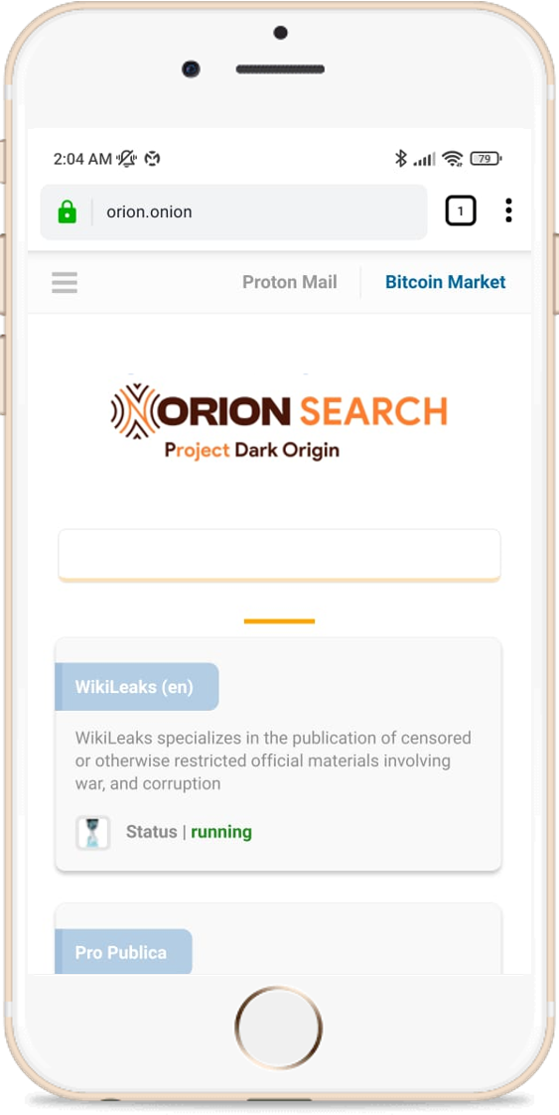 2:04 AM
79
orion.onion
1
Proton Mail
Bitcoin Market
ORION SEARCH
Project Dark Origin
WikiLeaks (en)
WikiLeaks specializes in the publication of censored
or otherwise restricted official materials involving
war, and corruption
Status | running
Pro Publica